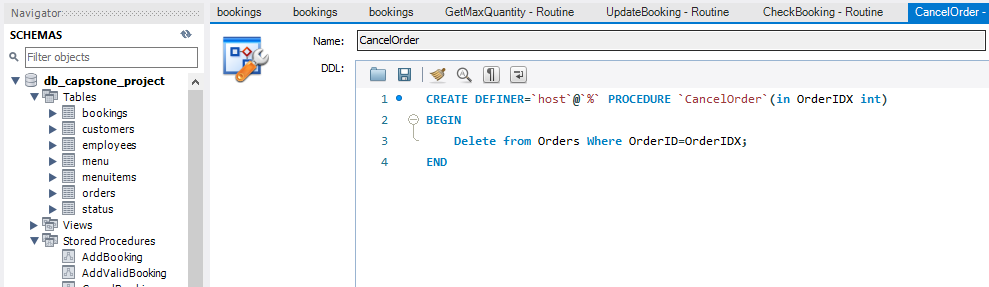 Navigator
SCHEMAS
Filter objects
db_capstone_project
Tables
bookings
customers
employees
menu
menuitems
orders
status
Views
Stored Procedures
AddBooking
AddValidBooking
bookings bookings bookings GetMaxQuantity - Routine UpdateBooking - Routine CheckBooking - Routine CancelOrder -
Name: CancelOrder
DDL:
1 CREATE DEFINER=`host`@`%` PROCEDURE `CancelOrder`(in OrderIDX int)
2 BEGIN
3 Delete from Orders Where OrderID=OrderIDX;
4 END